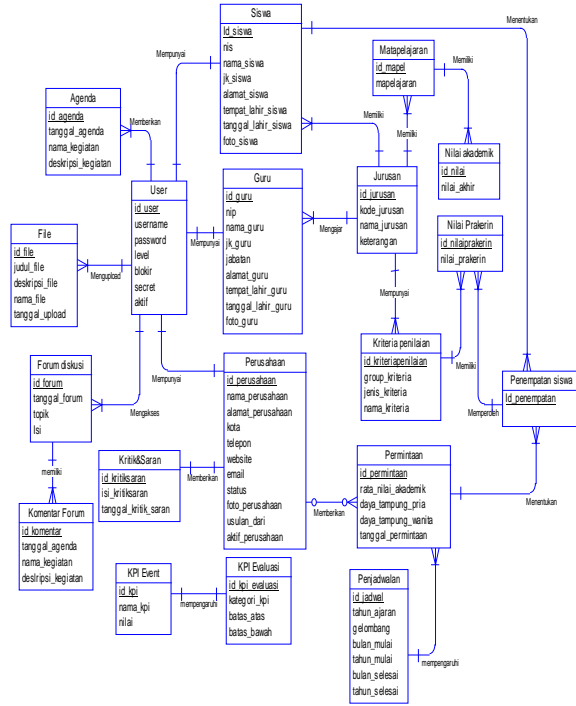 Siswa
Id_siswa
nis
nama_siswa
jk_siswa
alamat_siswa
tempat_lahir_siswa
tanggal_lahir_siswa
foto_siswa
Menentukan
Mempunyai
Matapelajaran
id_mapel
mapelajaran
Memiliki
Agenda
id_agenda
tanggal_agenda
nama_kegiatan
deskripsi_kegiatan
Memberikan
Memiliki
Memiliki
Nilai akademik
id_nilai
nilai_akhir
User
id_user
username
password
level
blokir
secret
aktif
Guru
id_guru
nip
nama_guru
jk_guru
jabatan
alamat_guru
tempat_lahir_guru
tanggal_lahir_guru
foto_guru
Mempunyai
Mengajar
Jurusan
id_jurusan
kode_jurusan
nama_jurusan
keterangan
Nilai Prakerin
id_nilaiprakerin
nilai_prakerin
File
id_file
judul_file
deskripsi_file
nama_file
tanggal_upload
Mengupload
Mempunyai
Kriteria penilaian
id_kriteriapenilaian
group_kriteria
jenis_kriteria
nama_kriteria
Memiliki
Penempatan siswa
Id_penempatan
Memperoleh
Forum diskusi
id_forum
tanggal_forum
topik
Isi
Mengakses
Mempunyai
Perusahaan
id_perusahaan
nama_perusahaan
alamat_perusahaan
kota
telepon
website
email
status
foto_perusahaan
usulan_dari
aktif_perusahaan
Kritik&Saran
id_kritiksaran
isi_kritiksaran
tanggal_kritik_saran
Memberikan
memilki
Permintaan
id_permintaan
rata_nilai_akademik
daya_tampung_pria
daya_tampung_wanita
tanggal_permintaan
Memberikan
Menentukan
Komentar Forum
id_komentar
tanggal_agenda
nama_kegiatan
deslripsi_kegiatan
KPI Event
id_kpi
nama_kpi
nilai
mempengaruhi
KPI Evaluasi
id_kpi_evaluasi
kategori_kpi
batas_atas
batas_bawah
Penjadwalan
id_jadwal
tahun_ajaran
gelombang
bulan_mulai
tahun_mulai
bulan_selesai
tahun_selesai
mempengaruhi